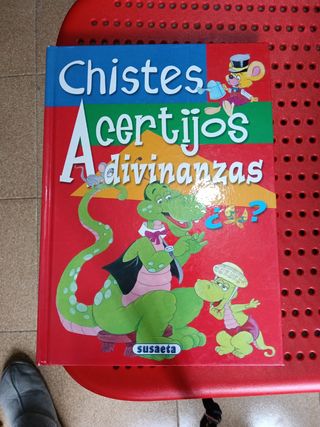 Chistes
Acertijos
Adivinanzas
¿ ?
susaeta